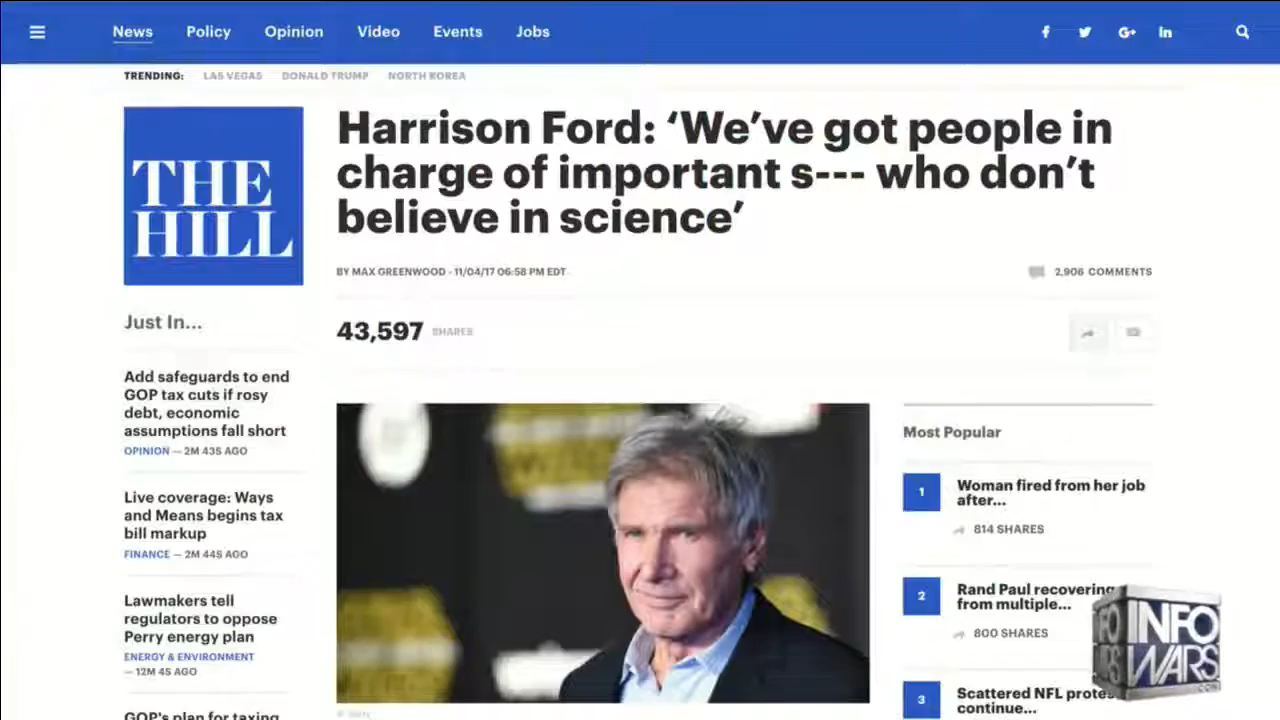 News Policy Opinion Video Events Jobs
TRENDING: LAS VEGAS DONALD TRUMP NORTH KOREA
THE
HILL
Harrison Ford: ‘We’ve got people in
charge of important s--- who don’t
believe in science’
BY MAX GREENWOOD - 11/04/17 06:58 PM EDT
2,906 COMMENTS
43,597 SHARES
Just In...
Add safeguards to end
GOP tax cuts if rosy
debt, economic
assumptions fall short
OPINION — 2M 43S AGO
Live coverage: Ways
and Means begins tax
bill markup
FINANCE — 2M 44S AGO
Lawmakers tell
regulators to oppose
Perry energy plan
ENERGY & ENVIRONMENT
— 12M 4S AGO
GOP's plan for taxing
Most Popular
1
Woman fired from her job
after...
814 SHARES
2
Rand Paul recovering
from multiple...
800 SHARES
3
Scattered NFL
continue...
INFO
WARS